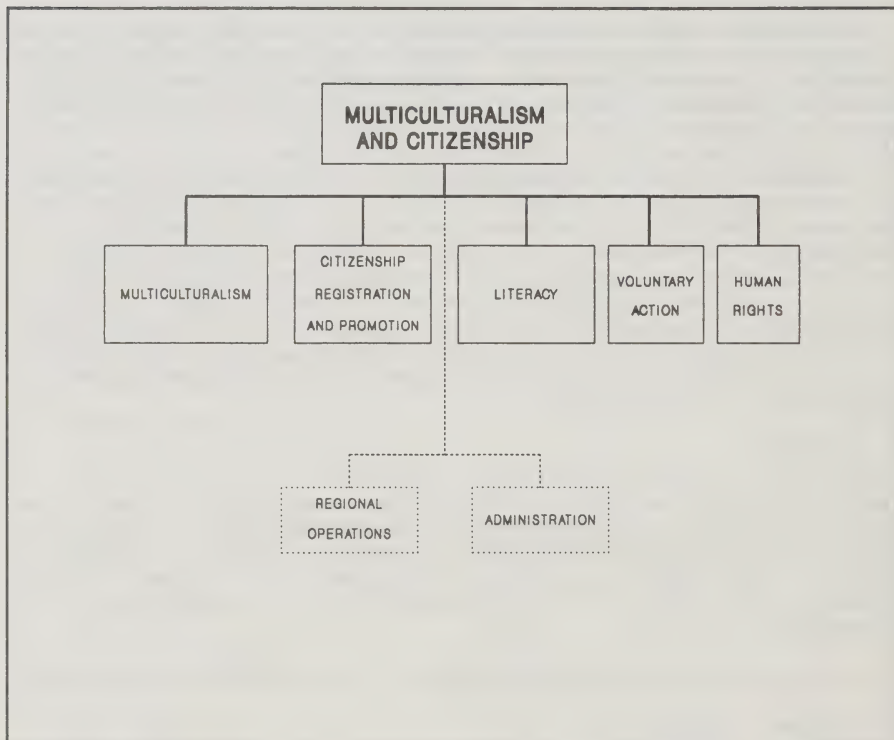 MULTICULTURALISM
AND CITIZENSHIP
MULTICULTURALISM
CITIZENSHIP
REGISTRATION
AND PROMOTION
LITERACY
VOLUNTARY
ACTION
HUMAN
RIGHTS
REGIONAL
OPERATIONS
ADMINISTRATION